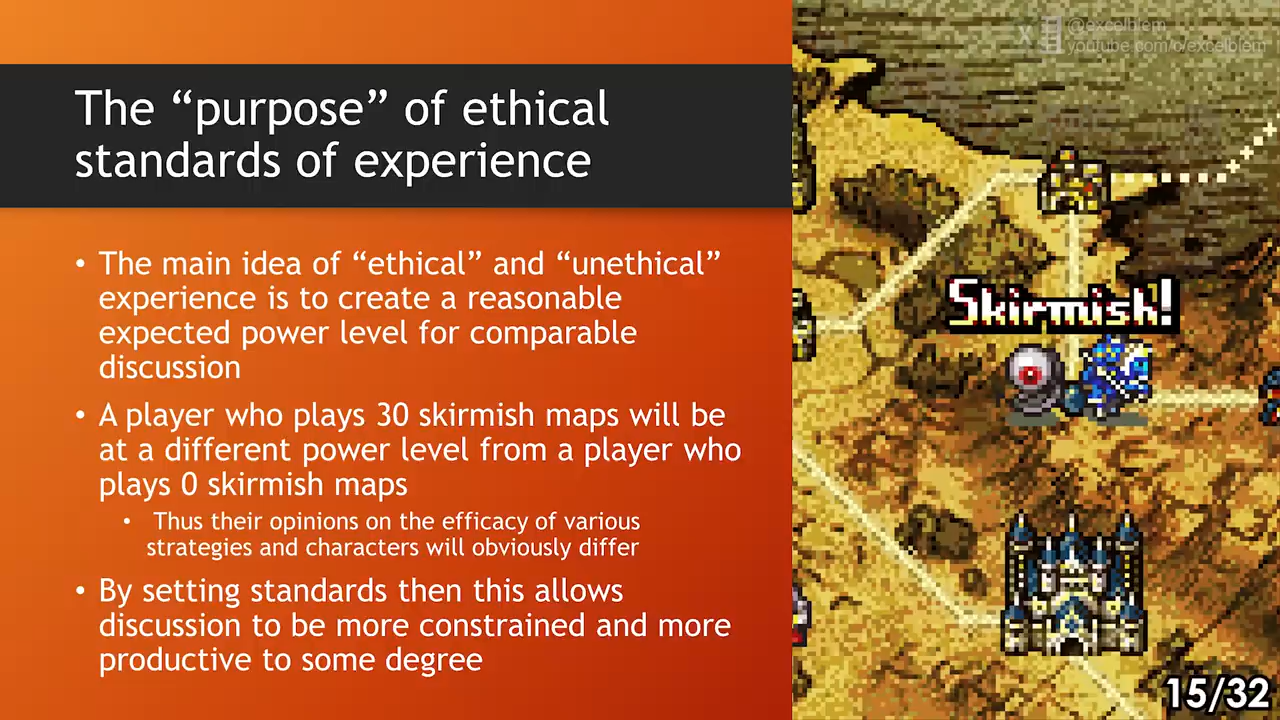 @excelblem
youtube.com/c/excelblem
The “purpose” of ethical
standards of experience
• The main idea of “ethical” and “unethical”
experience is to create a reasonable
expected power level for comparable
discussion
• A player who plays 30 skirmish maps will be
at a different power level from a player who
plays 0 skirmish maps
• Thus their opinions on the efficacy of various
strategies and characters will obviously differ
• By setting standards then this allows
discussion to be more constrained and more
productive to some degree
Skirmish!
15/32